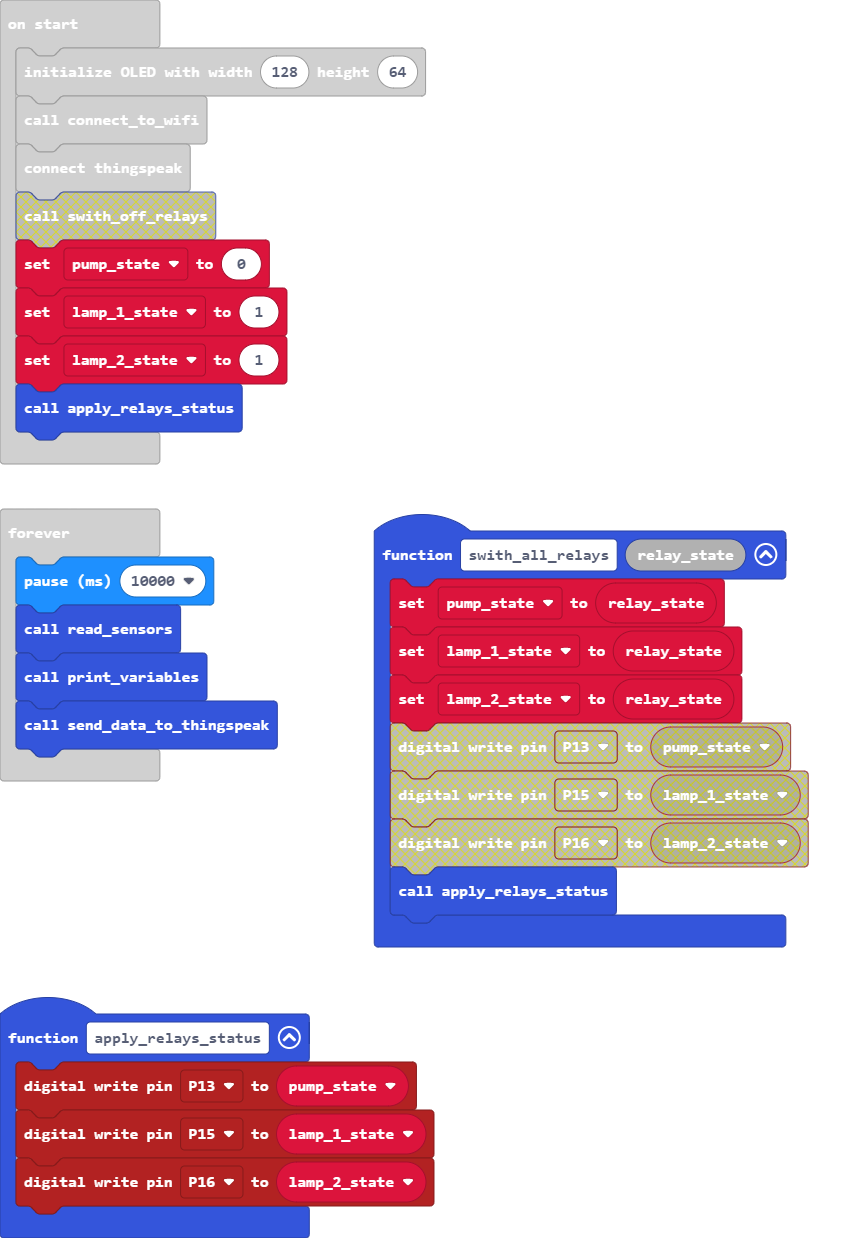 on start
initialize OLED with width 128 height 64
call connect_to_wifi
connect thingspeak
call swith_off_relays
set pump_state to 0
set lamp_1_state to 1
set lamp_2_state to 1
call apply_relays_status
forever
pause (ms) 10000
call read_sensors
call print_variables
call send_data_to_thingspeak
function swith_all_relays relay_state
set pump_state to relay_state
set lamp_1_state to relay_state
set lamp_2_state to relay_state
digital write pin P13 to pump_state
digital write pin P15 to lamp_1_state
digital write pin P16 to lamp_2_state
call apply_relays_status
function apply_relays_status
digital write pin P13 to pump_state
digital write pin P15 to lamp_1_state
digital write pin P16 to lamp_2_state